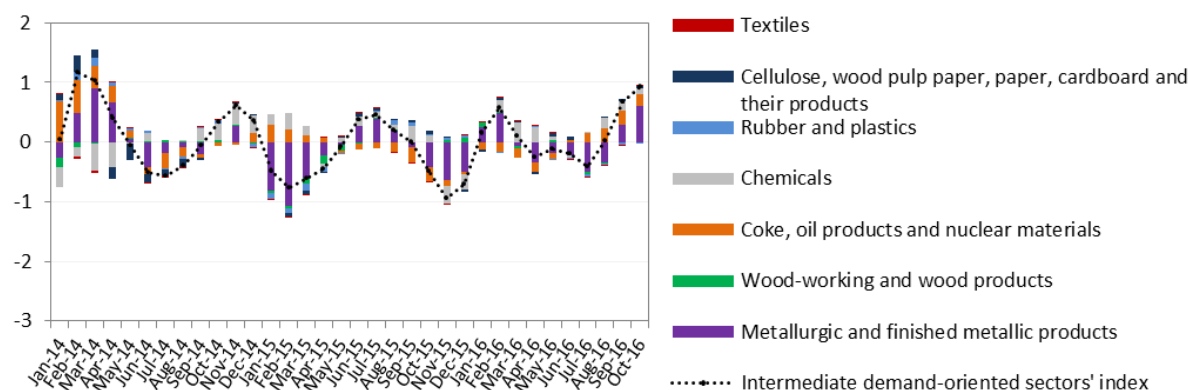 2
1
0
-1
-2
-3
Jan-14
Feb-14
Mar-14
Apr-14
May-14
Jun-14
Jul-14
Aug-14
Sep-14
Oct-14
Nov-14
Dec-14
Jan-15
Feb-15
Mar-15
Apr-15
May-15
Jun-15
Jul-15
Aug-15
Sep-15
Oct-15
Nov-15
Dec-15
Jan-16
Feb-16
Mar-16
Apr-16
May-16
Jun-16
Jul-16
Aug-16
Sep-16
Oct-16
Textiles
Cellulose, wood pulp paper, paper, cardboard and
their products
Rubber and plastics
Chemicals
Coke, oil products and nuclear materials
Wood-working and wood products
Metallurgic and finished metallic products
Intermediate demand-oriented sectors' index